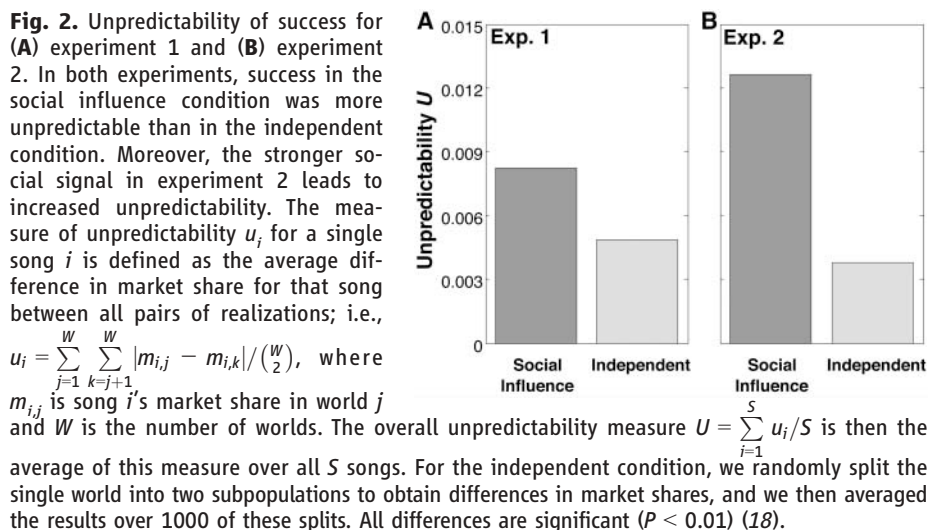 Fig. 2. Unpredictability of success for
(A) experiment 1 and (B) experiment
2. In both experiments, success in the
social influence condition was more
unpredictable than in the independent
condition. Moreover, the stronger so-
cial signal in experiment 2 leads to
increased unpredictability. The mea-
sure of unpredictability u_i for a single
song i is defined as the average dif-
ference in market share for that song
between all pairs of realizations; i.e.,
u_i = ∑_{j=1}^{W} ∑_{k=j+1}^{W} |m_{i,j} − m_{i,k}|/(W 2), where
m_{i,j} is song i's market share in world j
and W is the number of worlds. The overall unpredictability measure U = ∑_{i=1}^{S} u_i/S is then the
average of this measure over all S songs. For the independent condition, we randomly split the
single world into two subpopulations to obtain differences in market shares, and we then averaged
the results over 1000 of these splits. All differences are significant (P < 0.01) (18).
A
Exp. 1
Unpredictability U
0.015
0.012
0.009
0.006
0.003
0
Social
Influence
Independent
B
Exp. 2
Social
Influence
Independent